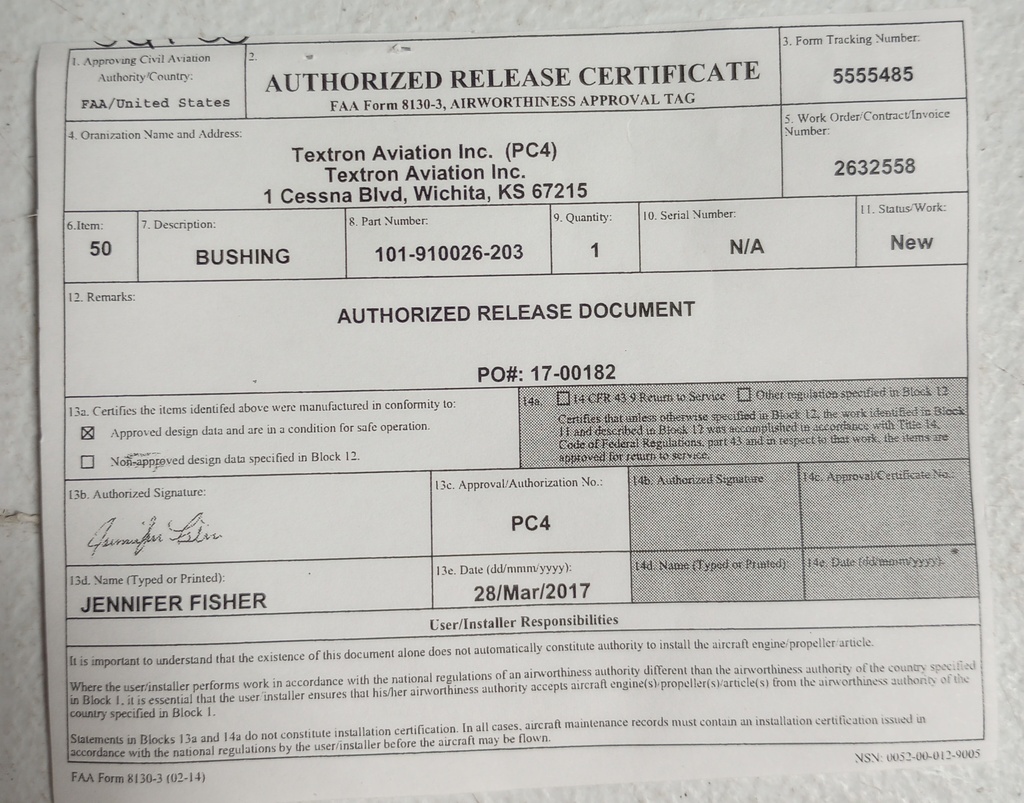 1. Approving Civil Aviation
Authority/Country:
FAA/United States
2.
AUTHORIZED RELEASE CERTIFICATE
FAA Form 8130-3, AIRWORTHINESS APPROVAL TAG
3. Form Tracking Number:
5555485
4. Oranization Name and Address:
Textron Aviation Inc. (PC4)
Textron Aviation Inc.
1 Cessna Blvd, Wichita, KS 67215
5. Work Order/Contract/Invoice
Number:
2632558
6.Item:
50
7. Description:
BUSHING
8. Part Number:
101-910026-203
9. Quantity:
1
10. Serial Number:
N/A
11. Status/Work:
New
12. Remarks:
AUTHORIZED RELEASE DOCUMENT
PO#: 17-00182
13a. Certifies the items identifed above were manufactured in conformity to:
Approved design data and are in a condition for safe operation.
Non-approved design data specified in Block 12.
14a. 14 CFR 43.9 Return to Service Other regulation specified in Block 12
Certifies that unless otherwise specified in Block 12, the work identified in Block
11 and described in Block 12 was accomplished in accordance with Title 14,
Code of Federal Regulations, part 43 and in respect to that work, the items are
approved for return to service.
13b. Authorized Signature:
Jennifer Fisher
13c. Approval/Authorization No.:
PC4
14b. Authorized Signature
14c. Approval/Certificate No.:
13d. Name (Typed or Printed):
JENNIFER FISHER
13e. Date (dd/mmm/yyyy):
28/Mar/2017
14d. Name (Typed or Printed)
14e. Date (dd/mmm/yyyy).
User/Installer Responsibilities
It is important to understand that the existence of this document alone does not automatically constitute authority to install the aircraft engine/propeller/article.
Where the user/installer performs work in accordance with the national regulations of an airworthiness authority different than the airworthiness authority of the country specified
in Block 1, it is essential that the user installer ensures that his/her airworthiness authority accepts aircraft engine(s)/propeller(s)/article(s) from the airworthiness authority of the
country specified in Block 1.
Statements in Blocks 13a and 14a do not constitute installation certification. In all cases, aircraft maintenance records must contain an installation certification issued in
accordance with the national regulations by the user/installer before the aircraft may be flown.
FAA Form 8130-3 (02-14)
NSN: 0052-00-012-9005